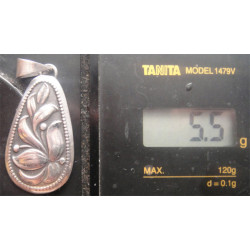 TANITA MODEL 1479V
5.5 g
MAX. 120g
d = 0.1g